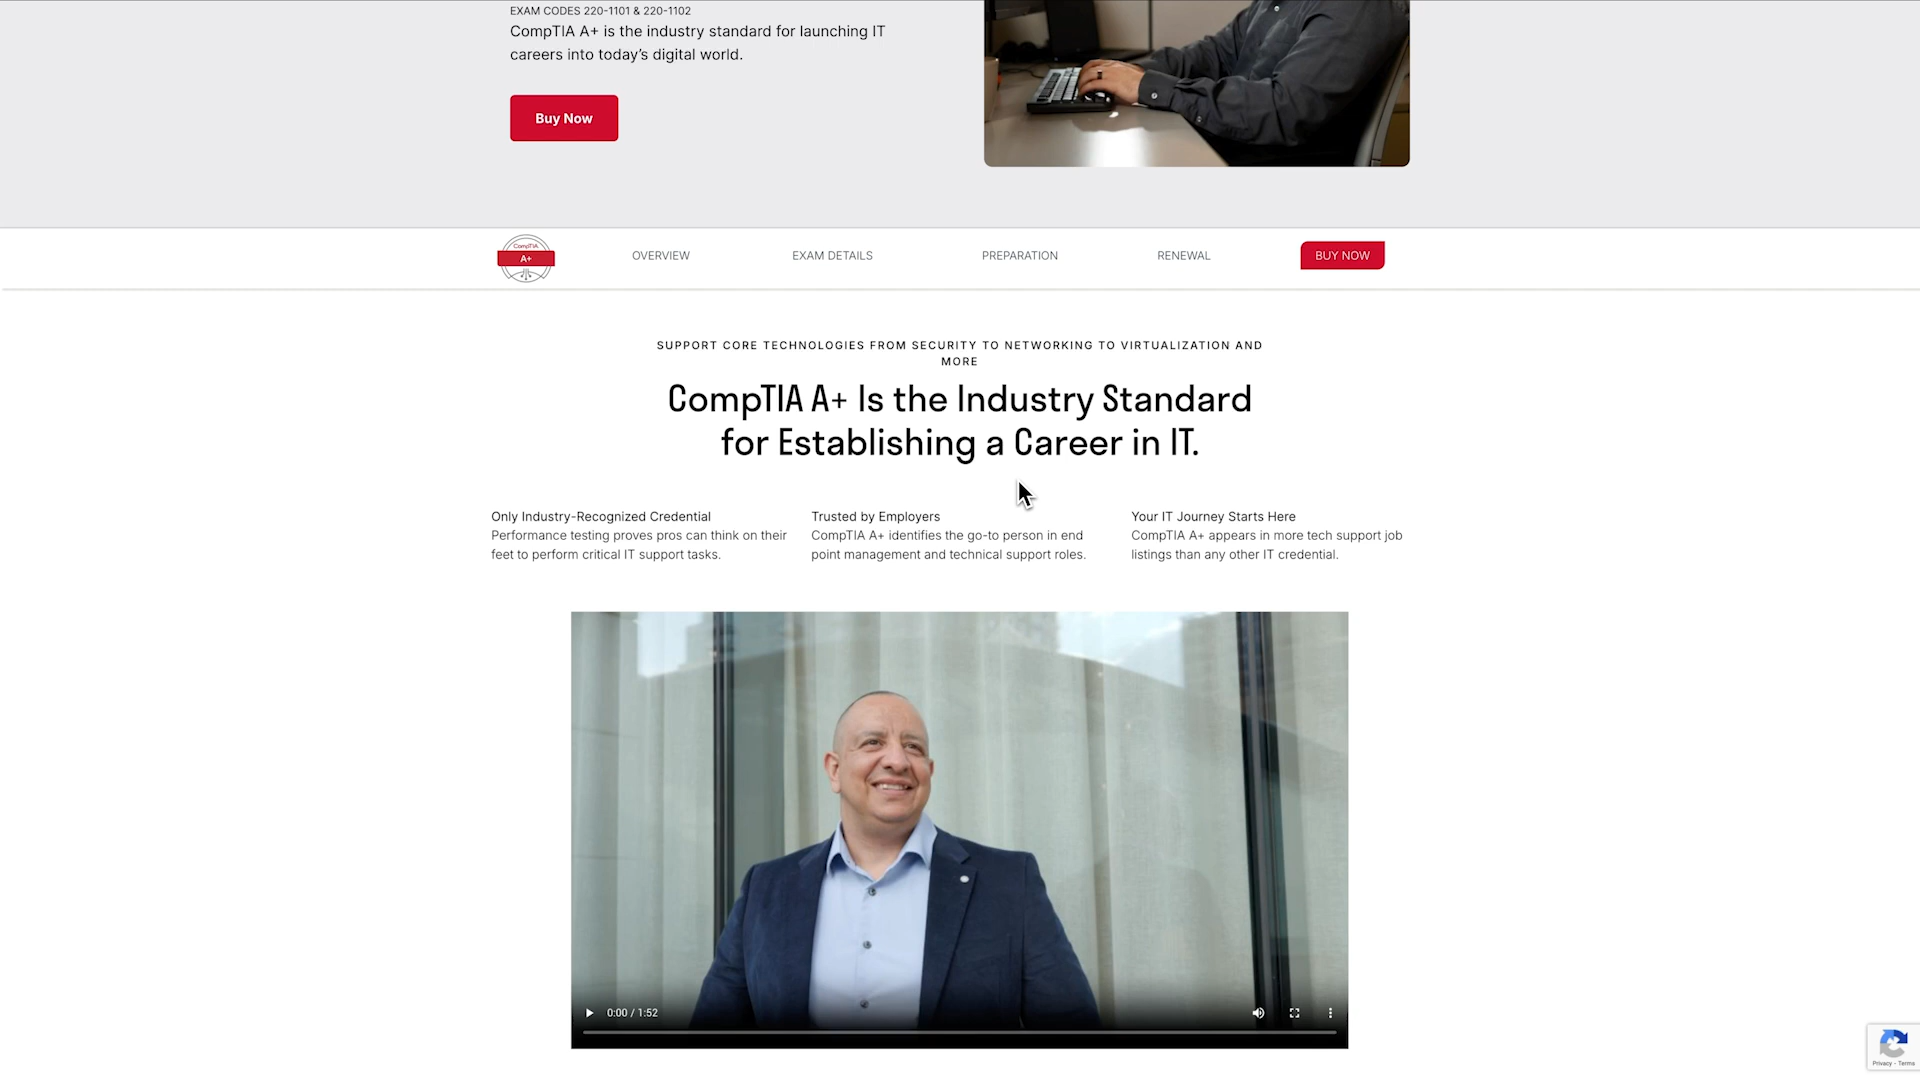 EXAM CODES 220-1101 & 220-1102
CompTIA A+ is the industry standard for launching IT
careers into today’s digital world.
Buy Now
CompTIA
A+
OVERVIEW
EXAM DETAILS
PREPARATION
RENEWAL
BUY NOW
SUPPORT CORE TECHNOLOGIES FROM SECURITY TO NETWORKING TO VIRTUALIZATION AND
MORE
CompTIA A+ Is the Industry Standard
for Establishing a Career in IT.
Only Industry-Recognized Credential
Performance testing proves pros can think on their
feet to perform critical IT support tasks.
Trusted by Employers
CompTIA A+ identifies the go-to person in end
point management and technical support roles.
Your IT Journey Starts Here
CompTIA A+ appears in more tech support job
listings than any other IT credential.
0:00 / 1:52
Privacy - Terms